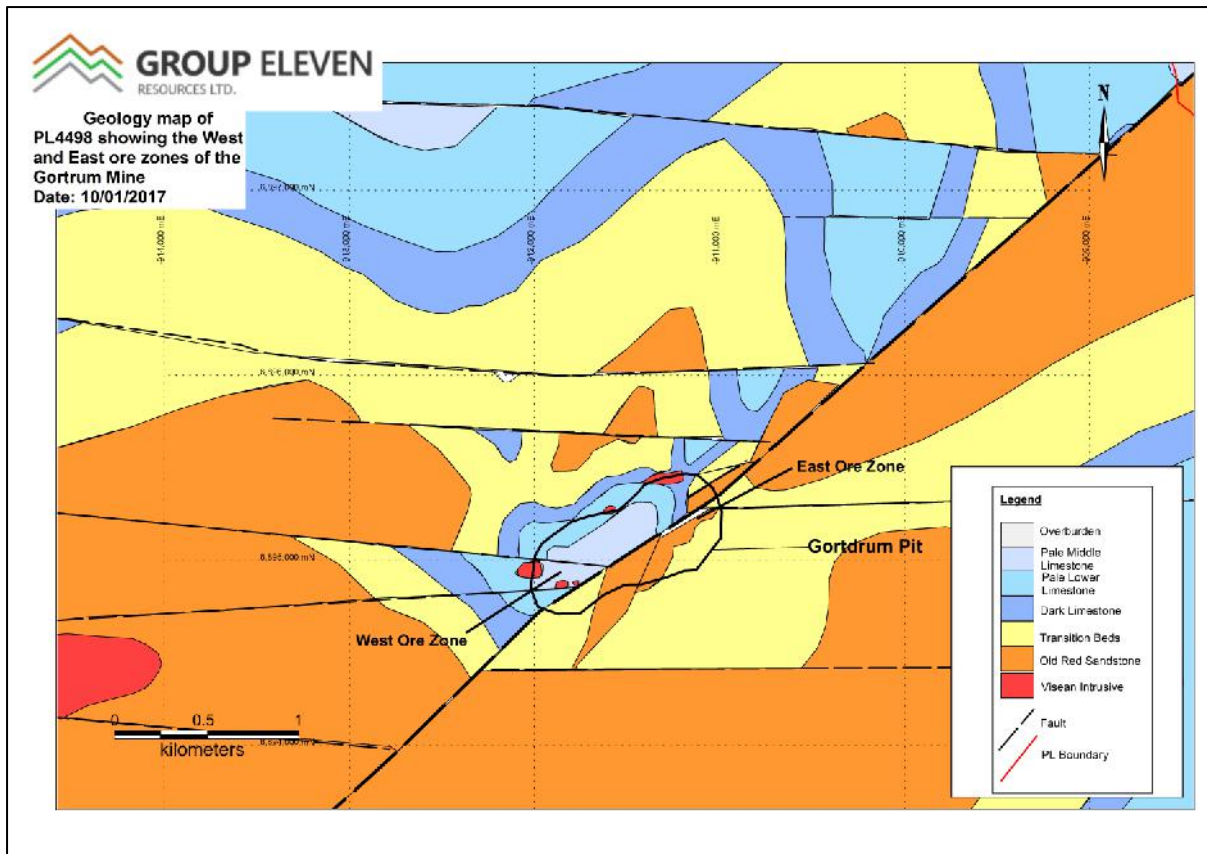 GROUP ELEVEN
RESOURCES LTD.
Geology map of
PL4498 showing the West
and East ore zones of the
Gortrum Mine
Date: 10/01/2017
N
East Ore Zone
Gortdrum Pit
West Ore Zone
0 0.5 1
kilometers
Legend
Overburden
Pale Middle
Limestone
Pale Lower
Limestone
Dark Limestone
Transition Beds
Old Red Sandstone
Visean Intrusive
Fault
PL Boundary